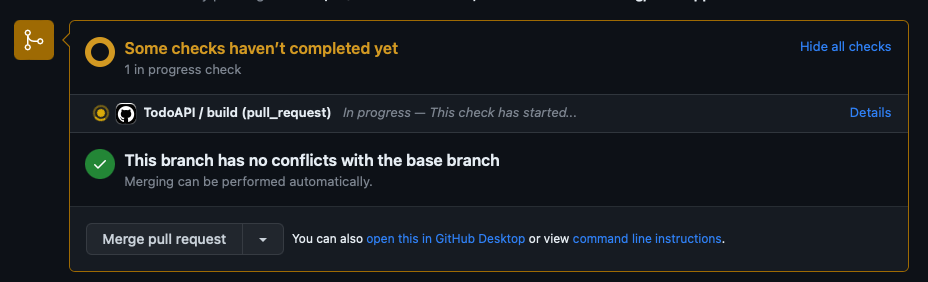 Some checks haven’t completed yet
Hide all checks
1 in progress check
TodoAPI / build (pull_request) In progress — This check has started...
Details
This branch has no conflicts with the base branch
Merging can be performed automatically.
Merge pull request
You can also open this in GitHub Desktop or view command line instructions.